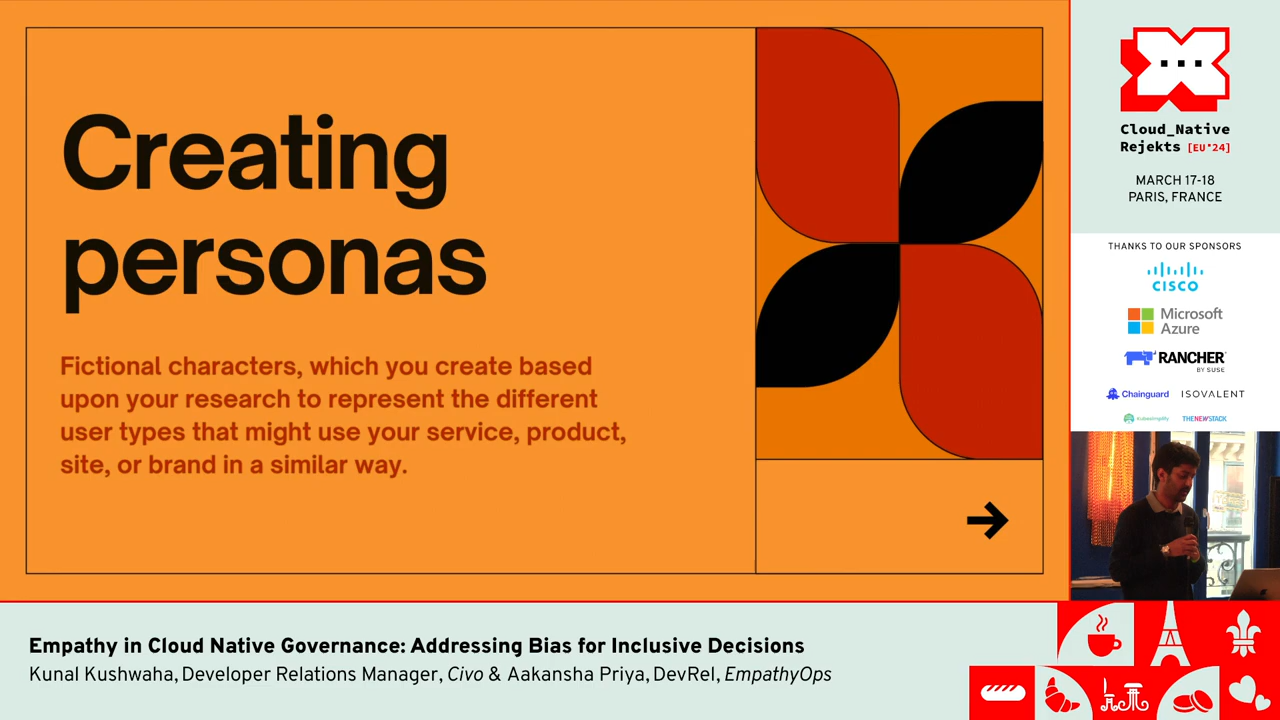 Creating
personas
Fictional characters, which you create based
upon your research to represent the different
user types that might use your service, product,
site, or brand in a similar way.
Cloud_Native
Rejekts [EU'24]
MARCH 17-18
PARIS, FRANCE
THANKS TO OUR SPONSORS
CISCO
Microsoft
Azure
RANCHER
BY SUSE
Chainguard ISOVALENT
kubesimplify THENEWSTACK
Empathy in Cloud Native Governance: Addressing Bias for Inclusive Decisions
Kunal Kushwaha, Developer Relations Manager, Civo & Aakansha Priya, DevRel, EmpathyOps